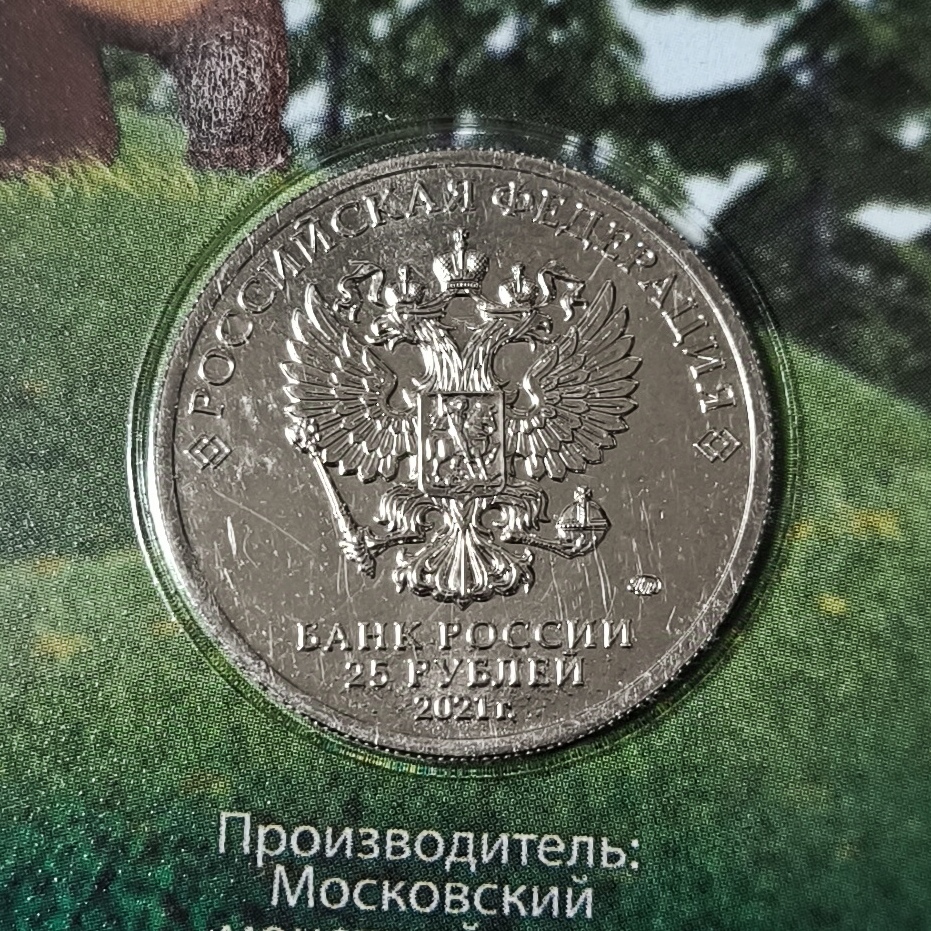 РОССИЙСКАЯ ФЕДЕРАЦИЯ
БАНК РОССИИ
25 РУБЛЕЙ
2021 г.
Производитель:
Московский